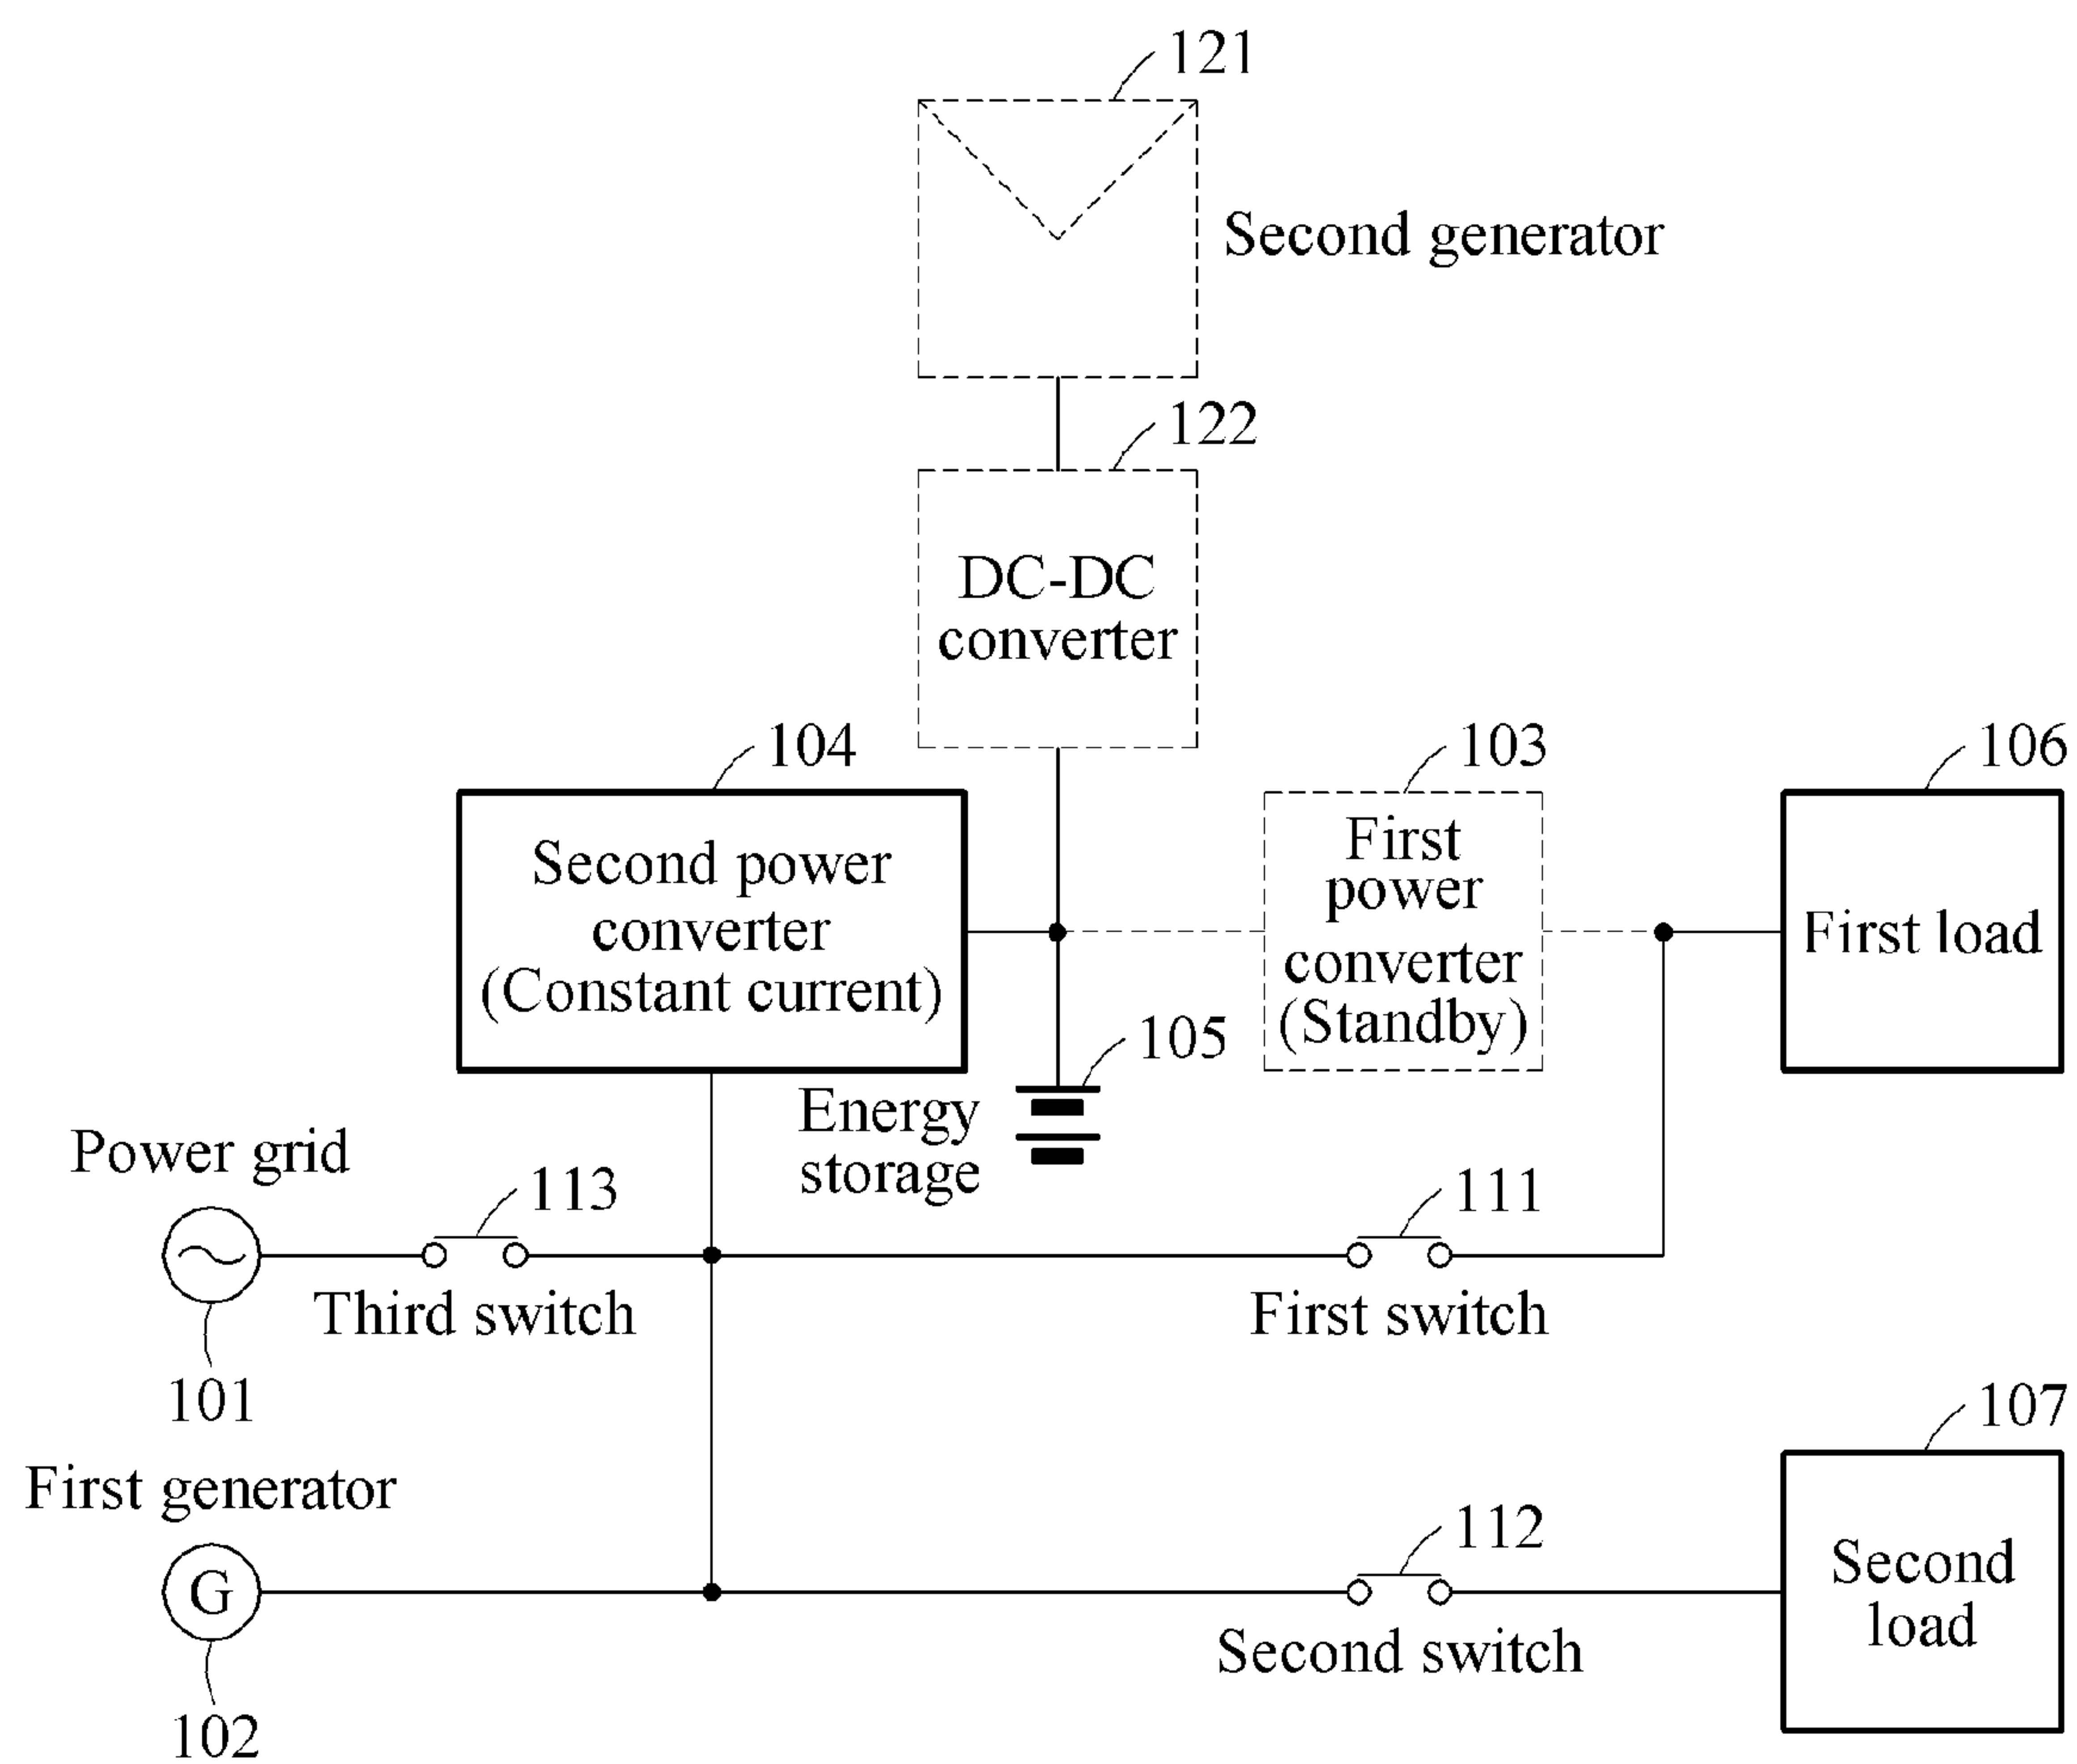 121
Second generator
122
DC-DC
converter
104
103
106
Second power
converter
(Constant current)
First
power
converter
(Standby)
First load
105
Energy
storage
Power grid
113
111
Third switch
First switch
101
107
First generator
112
G
Second
load
Second switch
102